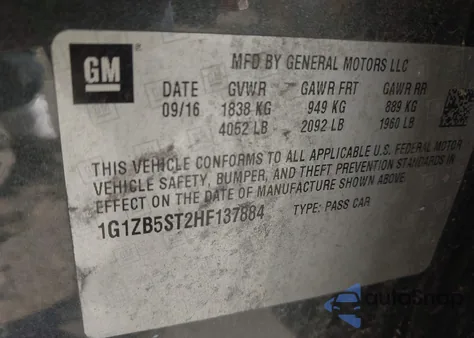 GM
MFD BY GENERAL MOTORS LLC
DATE GVWR GAWR FRT GAWR RR
09/16 1838 KG 949 KG 889 KG
4052 LB 2092 LB 1960 LB
THIS VEHICLE CONFORMS TO ALL APPLICABLE U.S. FEDERAL MOTOR
VEHICLE SAFETY, BUMPER, AND THEFT PREVENTION STANDARDS IN
EFFECT ON THE DATE OF MANUFACTURE SHOWN ABOVE.
1G1ZB5ST2HF137884 TYPE: PASS CAR
autoSnap